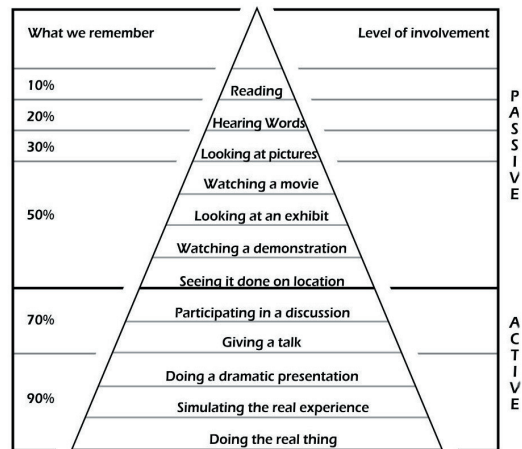 What we remember
Level of involvement
10%
Reading
20%
Hearing Words
30%
Looking at pictures
Watching a movie
50%
Looking at an exhibit
Watching a demonstration
Seeing it done on location
70%
Participating in a discussion
Giving a talk
Doing a dramatic presentation
90%
Simulating the real experience
Doing the real thing
PASSIVE
ACTIVE